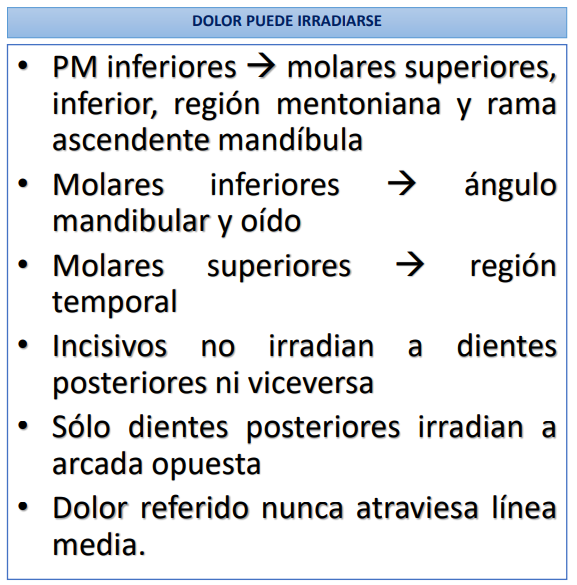 DOLOR PUEDE IRRADIARSE
• PM inferiores → molares superiores,
inferior, región mentoniana y rama
ascendente mandíbula
• Molares inferiores → ángulo
mandibular y oído
• Molares superiores → región
temporal
• Incisivos no irradian a dientes
posteriores ni viceversa
• Sólo dientes posteriores irradian a
arcada opuesta
• Dolor referido nunca atraviesa línea
media.